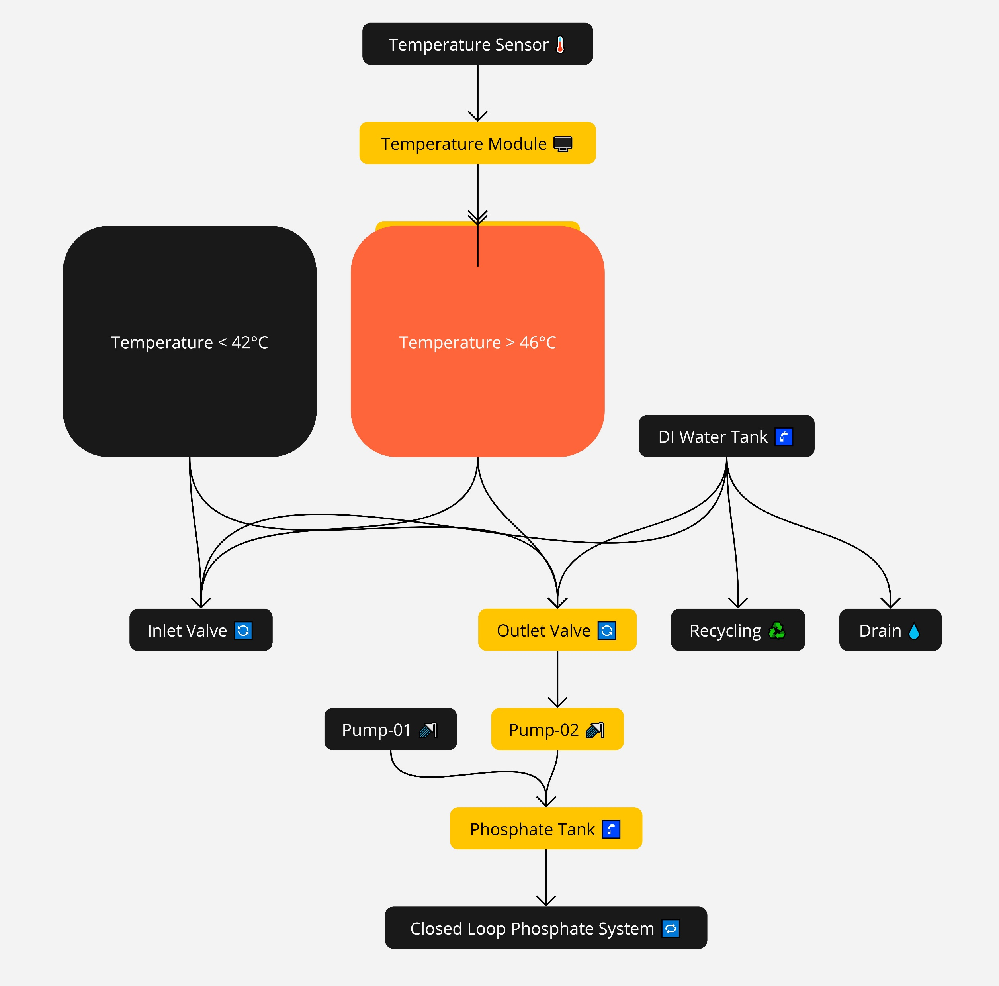 Temperature Sensor
Temperature Module
Temperature < 42°C
Temperature > 46°C
DI Water Tank
Inlet Valve
Outlet Valve
Recycling
Drain
Pump-01
Pump-02
Phosphate Tank
Closed Loop Phosphate System